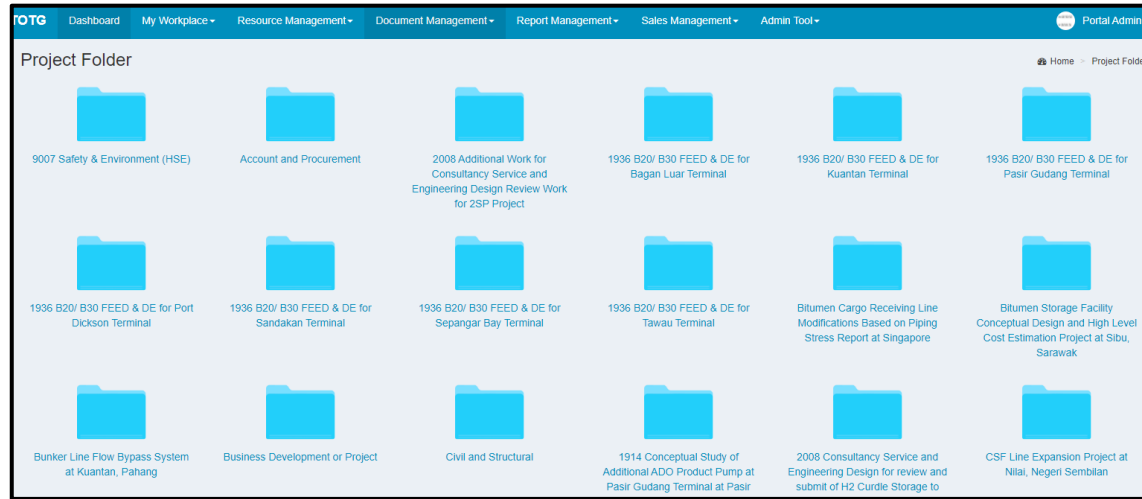 TOTG Dashboard My Workplace Resource Management Document Management Report Management Sales Management Admin Tool Portal Admin
Project Folder
Home > Project Folde
9007 Safety & Environment (HSE)
Account and Procurement
2008 Additional Work for
Consultancy Service and
Engineering Design Review Work
for 2SP Project
1936 B20/ B30 FEED & DE for
Bagan Luar Terminal
1936 B20/ B30 FEED & DE for
Kuantan Terminal
1936 B20/ B30 FEED & DE for
Pasir Gudang Terminal
1936 B20/ B30 FEED & DE for Port
Dickson Terminal
1936 B20/ B30 FEED & DE for
Sandakan Terminal
1936 B20/ B30 FEED & DE for
Sepangar Bay Terminal
1936 B20/ B30 FEED & DE for
Tawau Terminal
Bitumen Cargo Receiving Line
Modifications Based on Piping
Stress Report at Singapore
Bitumen Storage Facility
Conceptual Design and High Level
Cost Estimation Project at Sibu,
Sarawak
Bunker Line Flow Bypass System
at Kuantan, Pahang
Business Development or Project
Civil and Structural
1914 Conceptual Study of
Additional ADO Product Pump at
Pasir Gudang Terminal at Pasir
2008 Consultancy Service and
Engineering Design for review and
submit of H2 Curdle Storage to
CSF Line Expansion Project at
Nilai, Negeri Sembilan